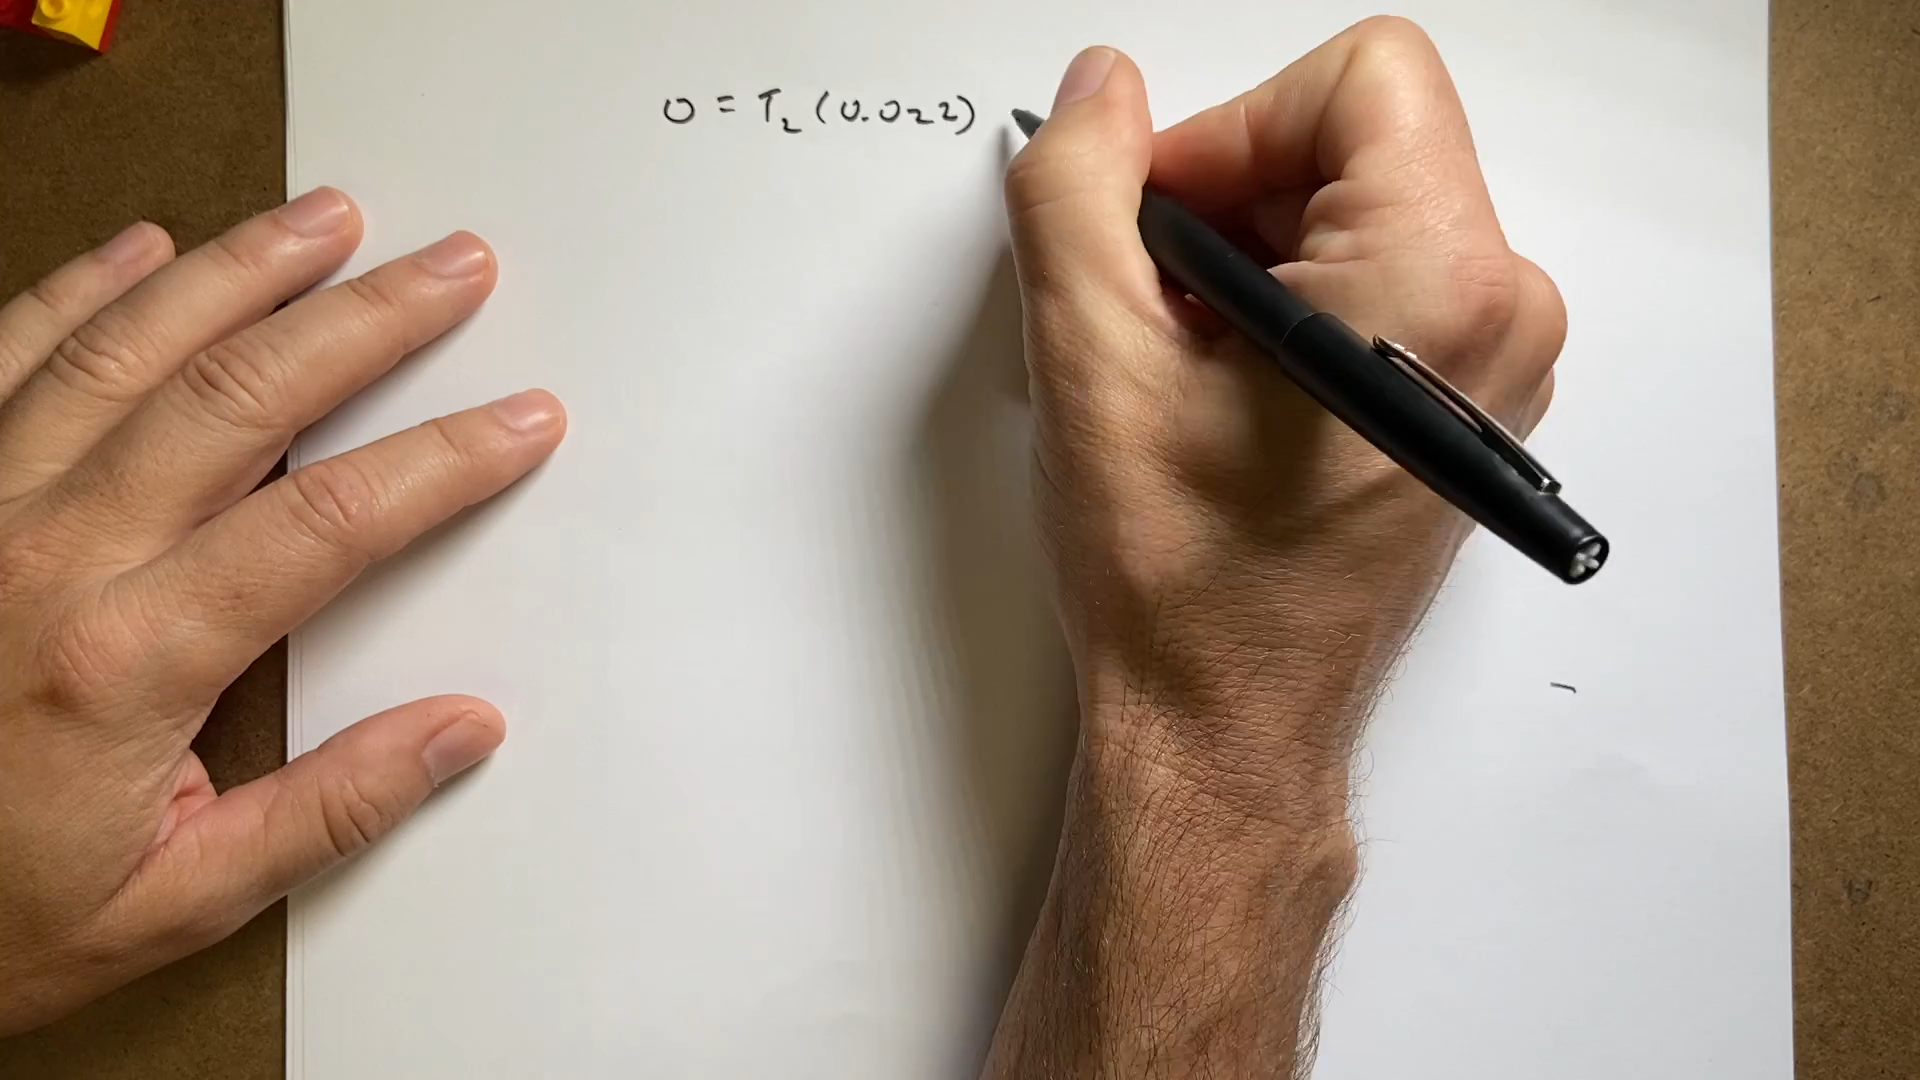 0 = T₂ (0.022)